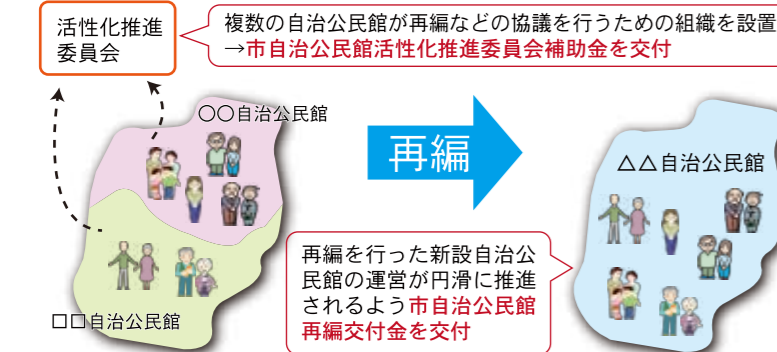 活性化推進
委員会
複数の自治公民館が再編などの協議を行うための組織を設置
→市自治公民館活性化推進委員会補助金を交付
〇〇自治公民館
再編
△△自治公民館
再編を行った新設自治公
民館の運営が円滑に推進
されるよう市自治公民館
再編交付金を交付
□□自治公民館